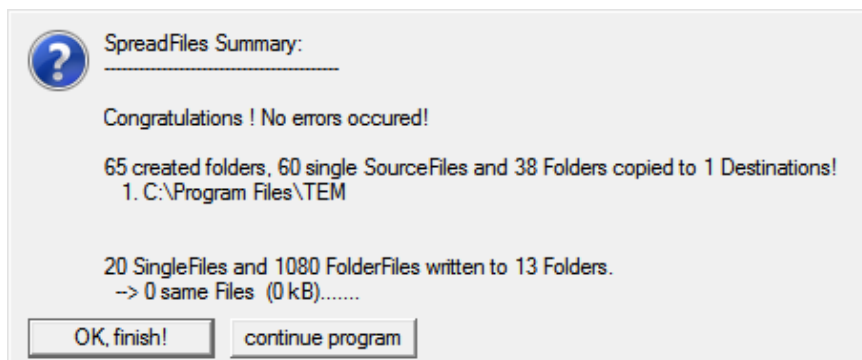 SpreadFiles Summary:
-----------------------------------------
Congratulations ! No errors occured!
65 created folders, 60 single SourceFiles and 38 Folders copied to 1 Destinations!
1. C:\Program Files\TEM
20 SingleFiles and 1080 FolderFiles written to 13 Folders.
--> 0 same Files (0 kB).......
OK, finish! continue program